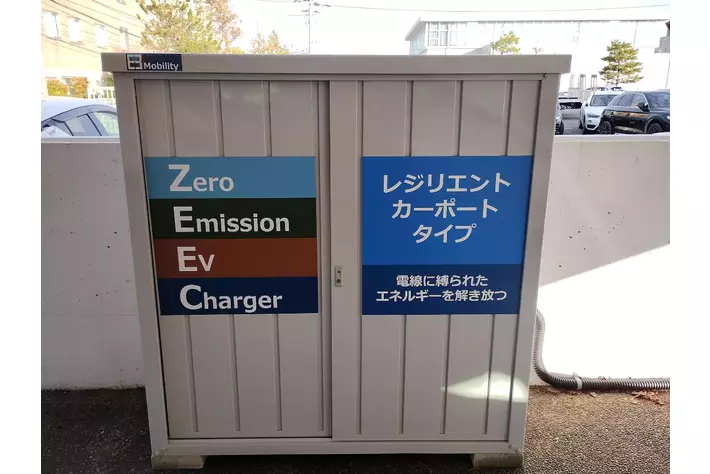 EE Mobility
Zero
Emission
Ev
Charger
レジリエント
カーポート
タイプ
電線に縛られた
エネルギーを解き放つ